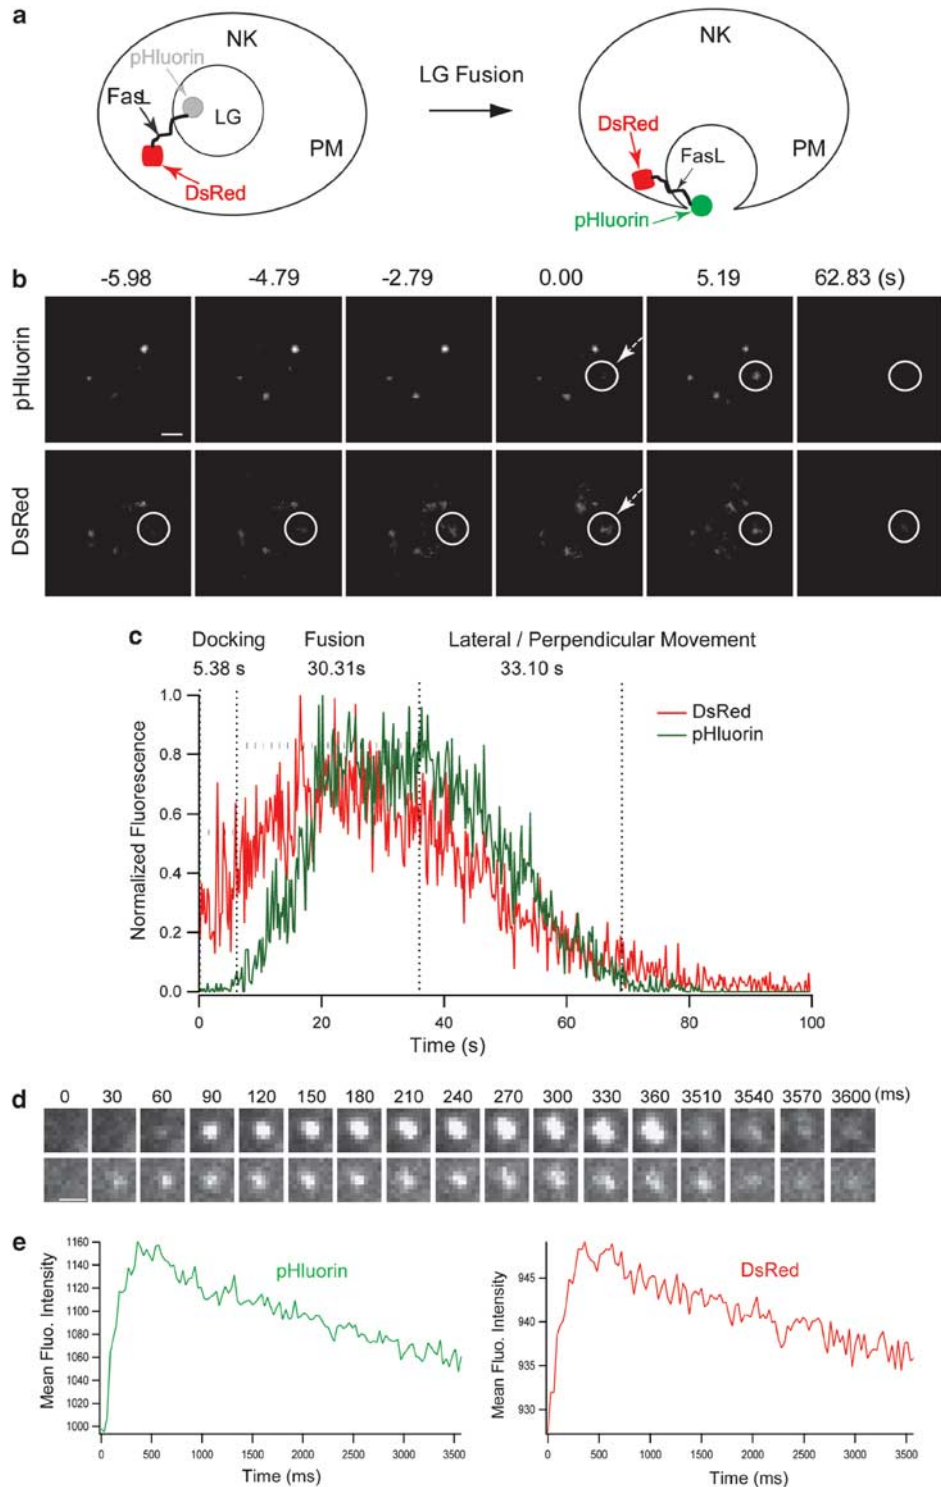 a
NK
pHluorin
FasL
LG
PM
DsRed
LG Fusion
NK
DsRed
FasL
PM
pHluorin
b
-5.98 -4.79 -2.79 0.00 5.19 62.83 (s)
pHluorin
DsRed
c
Docking Fusion Lateral / Perpendicular Movement
5.38 s 30.31s 33.10 s
1.0
0.8
0.6
0.4
0.2
0.0
Normalized Fluorescence
DsRed
pHluorin
0 20 40 60 80 100
Time (s)
d
0 30 60 90 120 150 180 210 240 270 300 330 360 3510 3540 3570 3600 (ms)
e
Mean Fluo. Intensity
1160
1140
1120
1100
1080
1060
1040
1020
1000
pHluorin
0 500 1000 1500 2000 2500 3000 3500
Time (ms)
Mean Fluo. Intensity
945
940
935
930
DsRed
0 500 1000 1500 2000 2500 3000 3500
Time (ms)